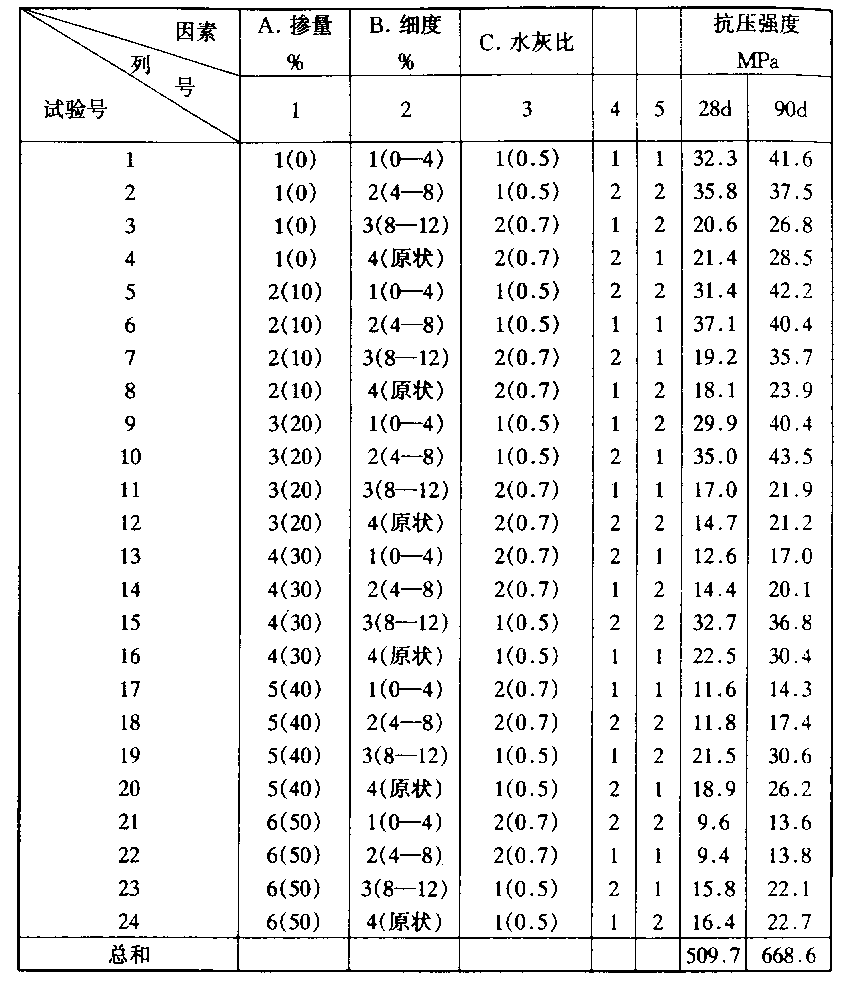 因素 A. 掺量 B. 细度 C. 水灰比 抗压强度
% % MPa
列号
试验号 1 2 3 4 5 28d 90d
1 1(0) 1(0—4) 1(0.5) 1 1 32.3 41.6
2 1(0) 2(4—8) 1(0.5) 2 2 35.8 37.5
3 1(0) 3(8—12) 2(0.7) 1 2 20.6 26.8
4 1(0) 4(原状) 2(0.7) 2 1 21.4 28.5
5 2(10) 1(0—4) 1(0.5) 2 2 31.4 42.2
6 2(10) 2(4—8) 1(0.5) 1 1 37.1 40.4
7 2(10) 3(8—12) 2(0.7) 2 1 19.2 35.7
8 2(10) 4(原状) 2(0.7) 1 2 18.1 23.9
9 3(20) 1(0—4) 1(0.5) 1 2 29.9 40.4
10 3(20) 2(4—8) 1(0.5) 2 1 35.0 43.5
11 3(20) 3(8—12) 2(0.7) 1 1 17.0 21.9
12 3(20) 4(原状) 2(0.7) 2 2 14.7 21.2
13 4(30) 1(0—4) 2(0.7) 2 1 12.6 17.0
14 4(30) 2(4—8) 2(0.7) 1 2 14.4 20.1
15 4(30) 3(8—12) 1(0.5) 2 2 32.7 36.8
16 4(30) 4(原状) 1(0.5) 1 1 22.5 30.4
17 5(40) 1(0—4) 2(0.7) 1 1 11.6 14.3
18 5(40) 2(4—8) 2(0.7) 2 2 11.8 17.4
19 5(40) 3(8—12) 1(0.5) 1 2 21.5 30.6
20 5(40) 4(原状) 1(0.5) 2 1 18.9 26.2
21 6(50) 1(0—4) 2(0.7) 2 2 9.6 13.6
22 6(50) 2(4—8) 2(0.7) 1 1 9.4 13.8
23 6(50) 3(8—12) 1(0.5) 2 1 15.8 22.1
24 6(50) 4(原状) 1(0.5) 1 2 16.4 22.7
总和 509.7 668.6